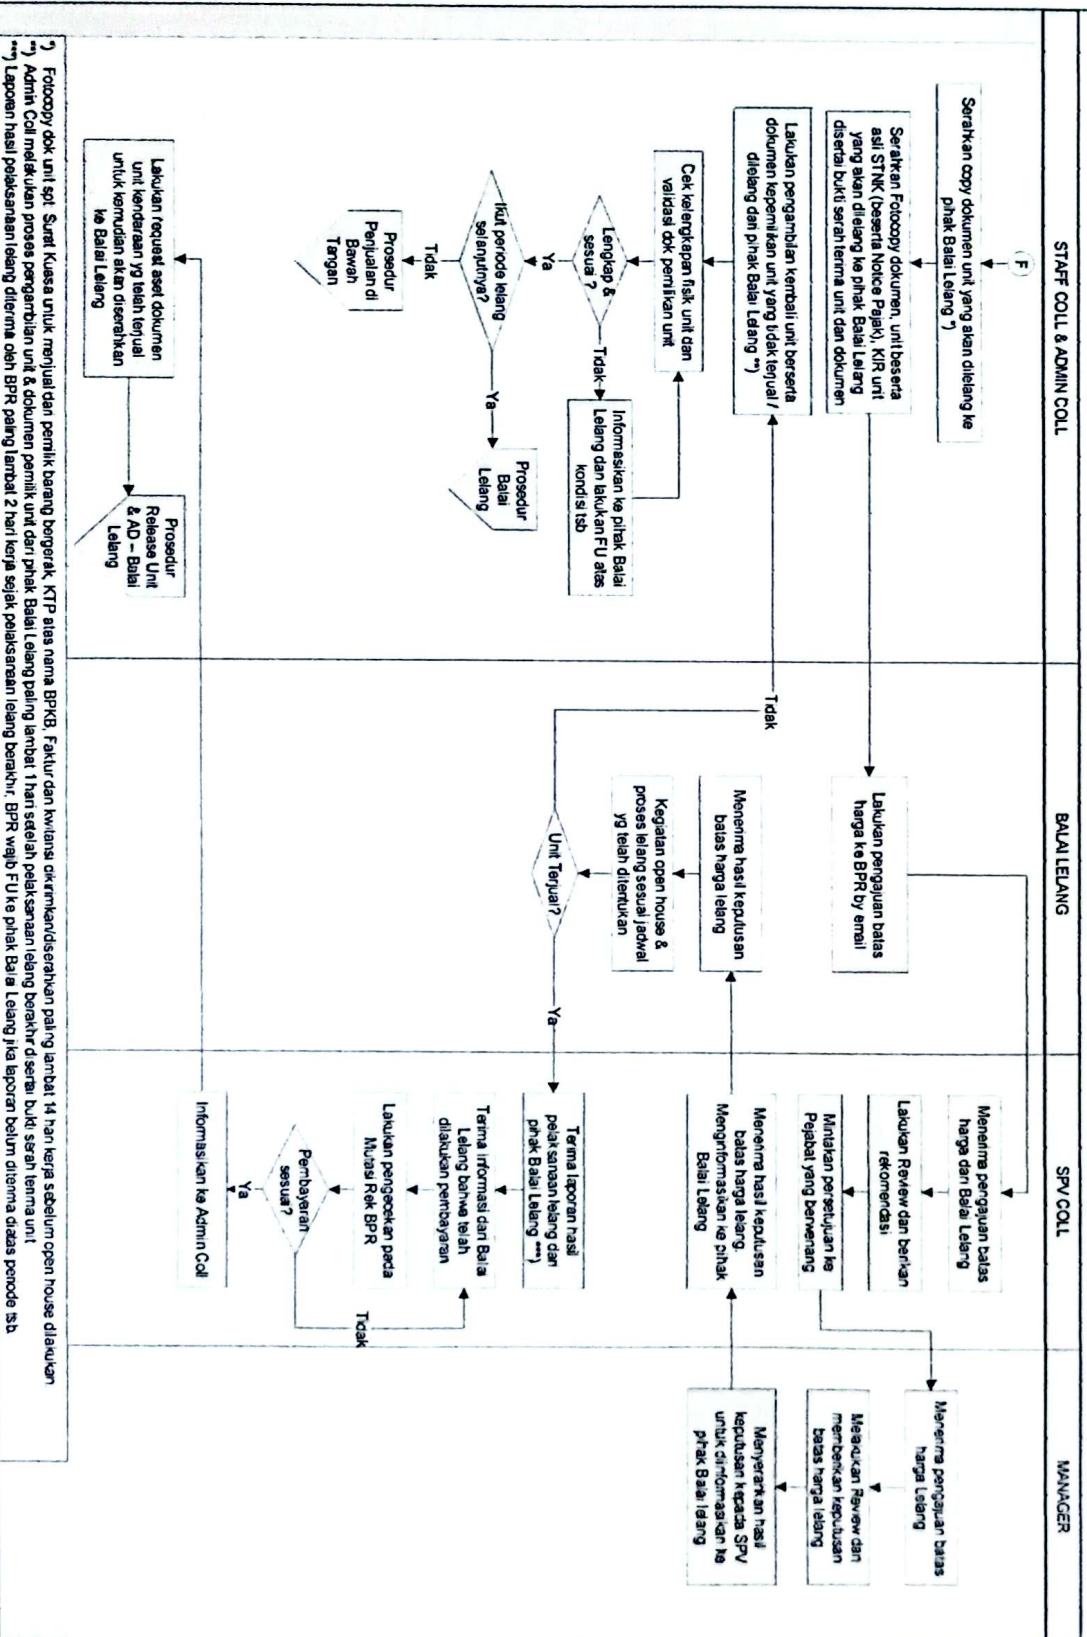 STAFF COLL & ADMIN COLL
BALAI LELANG
SPV COLL
MANAGER
F
Serahkan copy dokumen unit yang akan dilelang ke
pihak Balai Lelang *)
Serahkan Fotocopy dokumen, unit beserta
asli STNK (beserta Notice Pajak), KIR unit
yang akan dilelang ke pihak Balai Lelang
disertai bukti serah terima unit dan dokumen
Lakukan pengambilan kembali unit berserta
dokumen kepemilikan unit yang tidak terjual /
dilelang dari pihak Balai Lelang **)
Cek kelengkapan fisik unit dan
validasi dok pemilikan unit
Lengkap &
sesuai ?
Tidak
Informasikan ke pihak Balai
Lelang dan lakukan FU atas
kondisi tsb
Ya
Ikut periode lelang
selanjutnya?
Ya
Prosedur
Balai
Lelang
Tidak
Prosedur
Penjualan di
Bawah
Tangan
Lakukan request aset dokumen
unit kendaraan yg telah terjual
untuk kemudian akan diserahkan
ke Balai Lelang
Prosedur
Release Unit
& AD – Balai
Lelang
Lakukan pengajuan batas
harga ke BPR by email
Menerima hasil keputusan
batas harga lelang
Kegiatan open house &
proses lelang sesuai jadwal
yg telah ditentukan
Unit Terjual?
Tidak
Ya
Menerima pengajuan batas
harga dari Balai Lelang
Lakukan Review dan berikan
rekomendasi
Mintakan persetujuan ke
Pejabat yang berwenang
Menerima hasil keputusan
batas harga lelang.
Menginformasikan ke pihak
Balai Lelang
Terima laporan hasil
pelaksanaan lelang dari
pihak Balai Lelang ***)
Terima informasi dari Balai
Lelang bahwa telah
dilakukan pembayaran
Lakukan pengecekan pada
Mutasi Rek BPR
Pembayaran
sesuai?
Tidak
Ya
Informasikan ke Admin Coll
Menerima pengajuan batas
harga Lelang
Melakukan Review dan
memberikan keputusan
batas harga lelang
Menyerahkan hasil
keputusan kepada SPV
untuk diinformasikan ke
pihak Balai lelang
*) Fotocopy dok unit spt. Surat Kuasa untuk menjual dari pemilik barang bergerak, KTP atas nama BPKB, Faktur dan kwitansi dikirimkan/diserahkan paling lambat 14 hari kerja sebelum open house dilakukan
**) Admin Coll melakukan proses pengambilan unit & dokumen pemilik unit dari pihak Balai Lelang paling lambat 1 hari setelah pelaksanaan lelang berakhir disertai bukti serah terima unit
***) Laporan hasil pelaksanaan lelang diterima oleh BPR paling lambat 2 hari kerja sejak pelaksanaan lelang berakhir. BPR wajib FU ke pihak Balai Lelang jika laporan belum diterima diatas periode tsb.